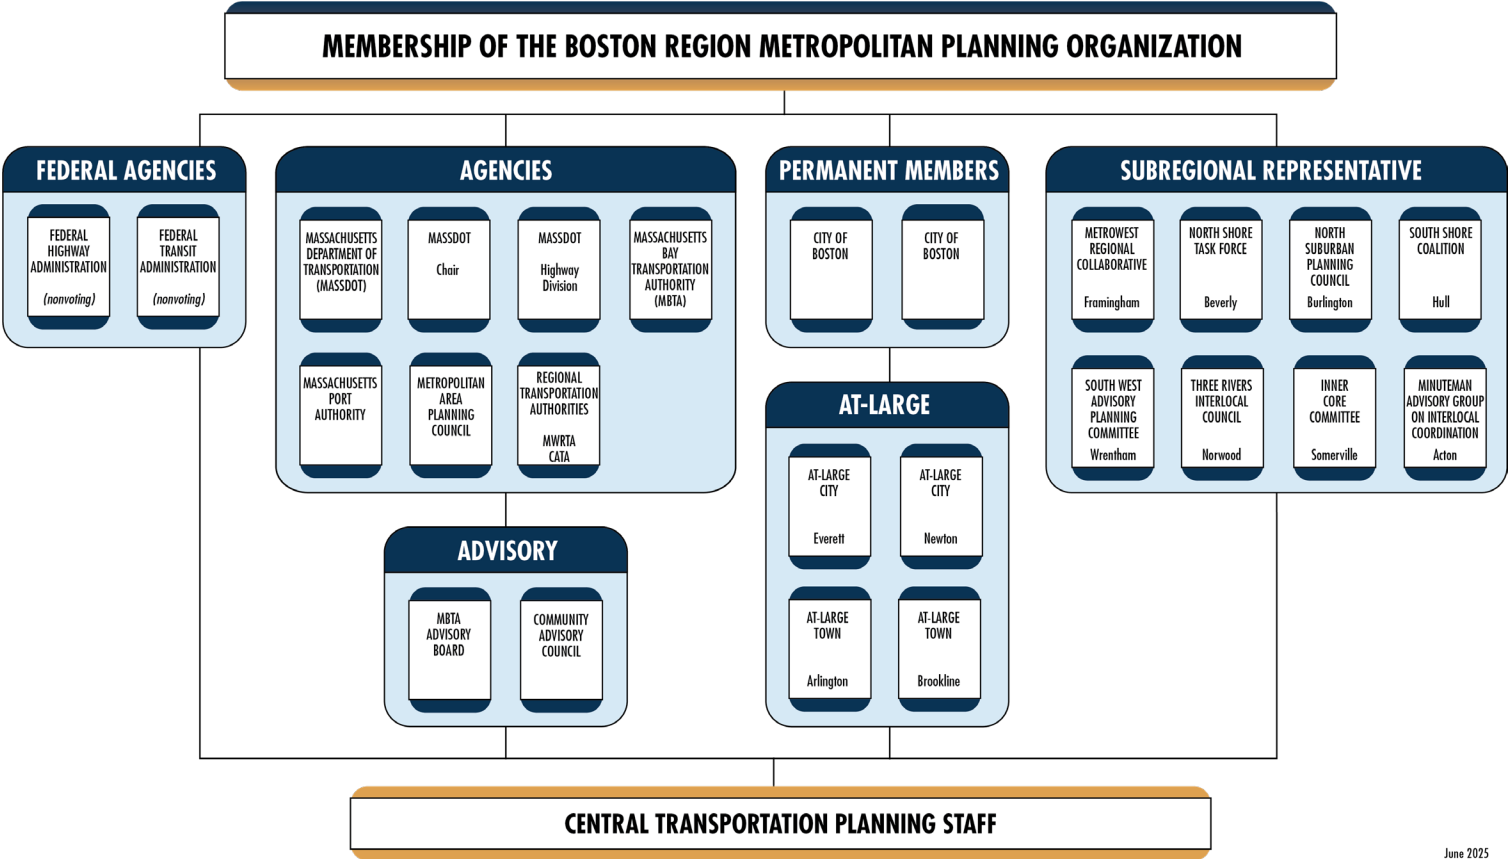 MEMBERSHIP OF THE BOSTON REGION METROPOLITAN PLANNING ORGANIZATION
FEDERAL AGENCIES
FEDERAL
HIGHWAY
ADMINISTRATION
(nonvoting)
FEDERAL
TRANSIT
ADMINISTRATION
(nonvoting)
AGENCIES
MASSACHUSETTS
DEPARTMENT OF
TRANSPORTATION
(MASSDOT)
MASSDOT
Chair
MASSDOT
Highway
Division
MASSACHUSETTS
BAY
TRANSPORTATION
AUTHORITY
(MBTA)
MASSACHUSETTS
PORT
AUTHORITY
METROPOLITAN
AREA
PLANNING
COUNCIL
REGIONAL
TRANSPORTATION
AUTHORITIES
MWRTA
CATA
ADVISORY
MBTA
ADVISORY
BOARD
COMMUNITY
ADVISORY
COUNCIL
PERMANENT MEMBERS
CITY OF
BOSTON
CITY OF
BOSTON
AT-LARGE
AT-LARGE
CITY
Everett
AT-LARGE
CITY
Newton
AT-LARGE
TOWN
Arlington
AT-LARGE
TOWN
Brookline
SUBREGIONAL REPRESENTATIVE
METROWEST
REGIONAL
COLLABORATIVE
Framingham
NORTH SHORE
TASK FORCE
Beverly
NORTH
SUBURBAN
PLANNING
COUNCIL
Burlington
SOUTH SHORE
COALITION
Hull
SOUTH WEST
ADVISORY
PLANNING
COMMITTEE
Wrentham
THREE RIVERS
INTERLOCAL
COUNCIL
Norwood
INNER
CORE
COMMITTEE
Somerville
MINUTEMAN
ADVISORY GROUP
ON INTERLOCAL
COORDINATION
Acton
CENTRAL TRANSPORTATION PLANNING STAFF
June 2025